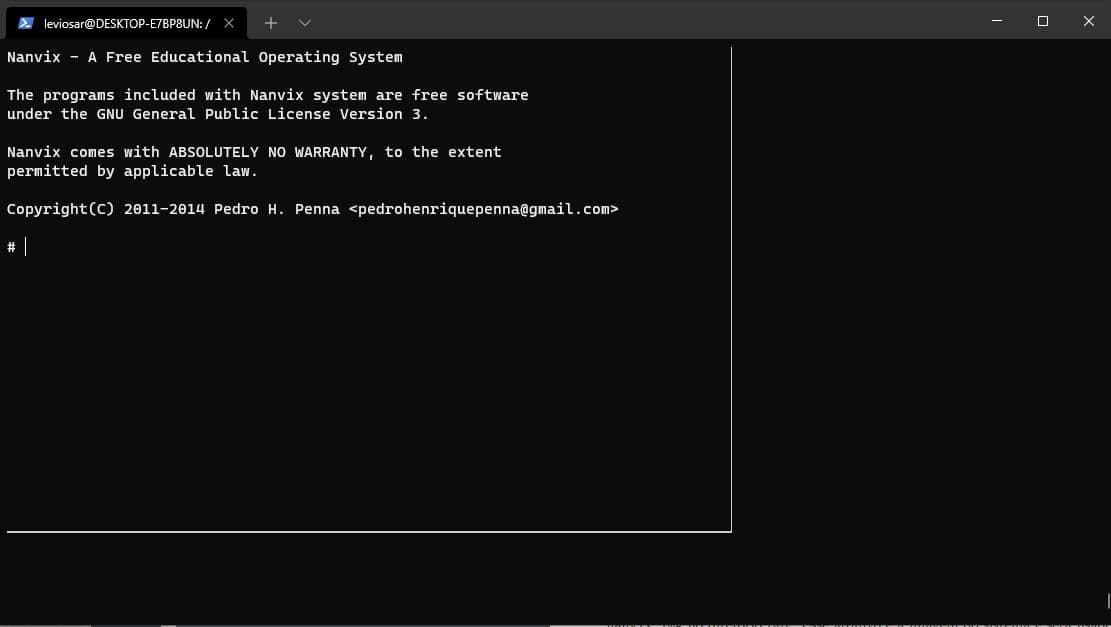 leviosar@DESKTOP-E7BP8UN: /
Nanvix - A Free Educational Operating System
The programs included with Nanvix system are free software
under the GNU General Public License Version 3.
Nanvix comes with ABSOLUTELY NO WARRANTY, to the extent
permitted by applicable law.
Copyright(C) 2011-2014 Pedro H. Penna <pedrohenriquepenna@gmail.com>
#